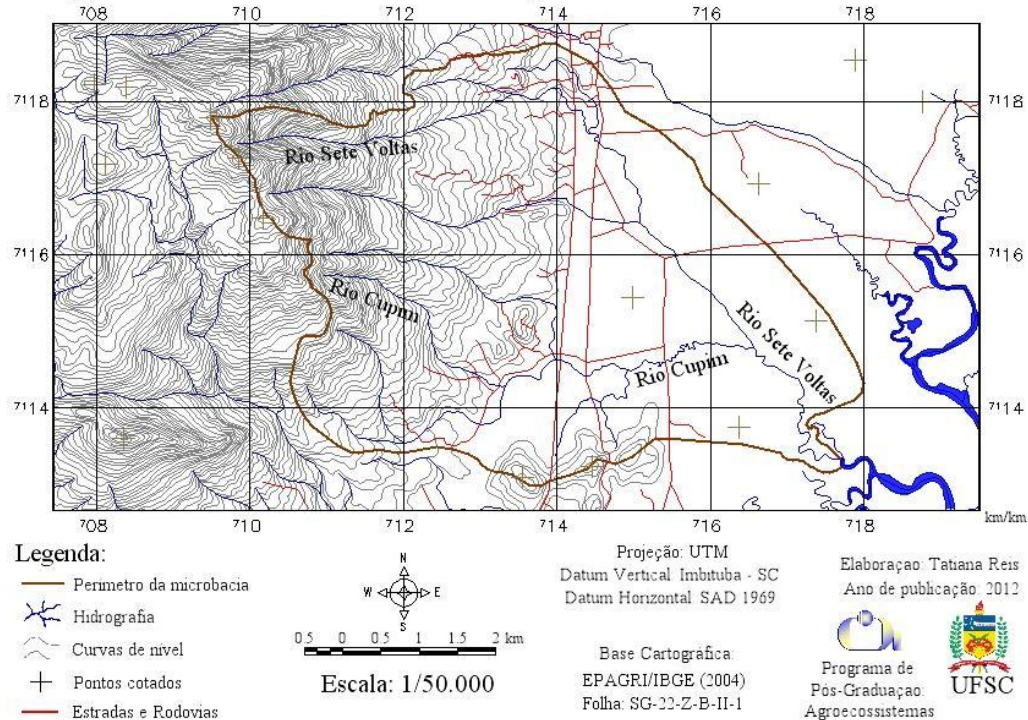 708 710 712 714 716 718
7118
7118
Rio Sete Voltas
7116
7116
Rio Cupim
Rio Sete Voltas
Rio Cupim
7114
7114
708 710 712 714 716 718 km/km
Legenda:
Perimetro da microbacia
Hidrografia
Curvas de nivel
Pontos cotados
Estradas e Rodovias
N
W E
S
0.5 0 0.5 1 1.5 2 km
Escala: 1/50.000
Projeção: UTM
Datum Vertical Imbituba - SC
Datum Horizontal SAD 1969
Base Cartográfica:
EPAGRI/IBGE (2004)
Folha: SG-22-Z-B-II-1
Elaboraçao: Tatiana Reis
Ano de publicação: 2012
Programa de
Pós-Graduaçao:
Agroecossistemas
UFSC